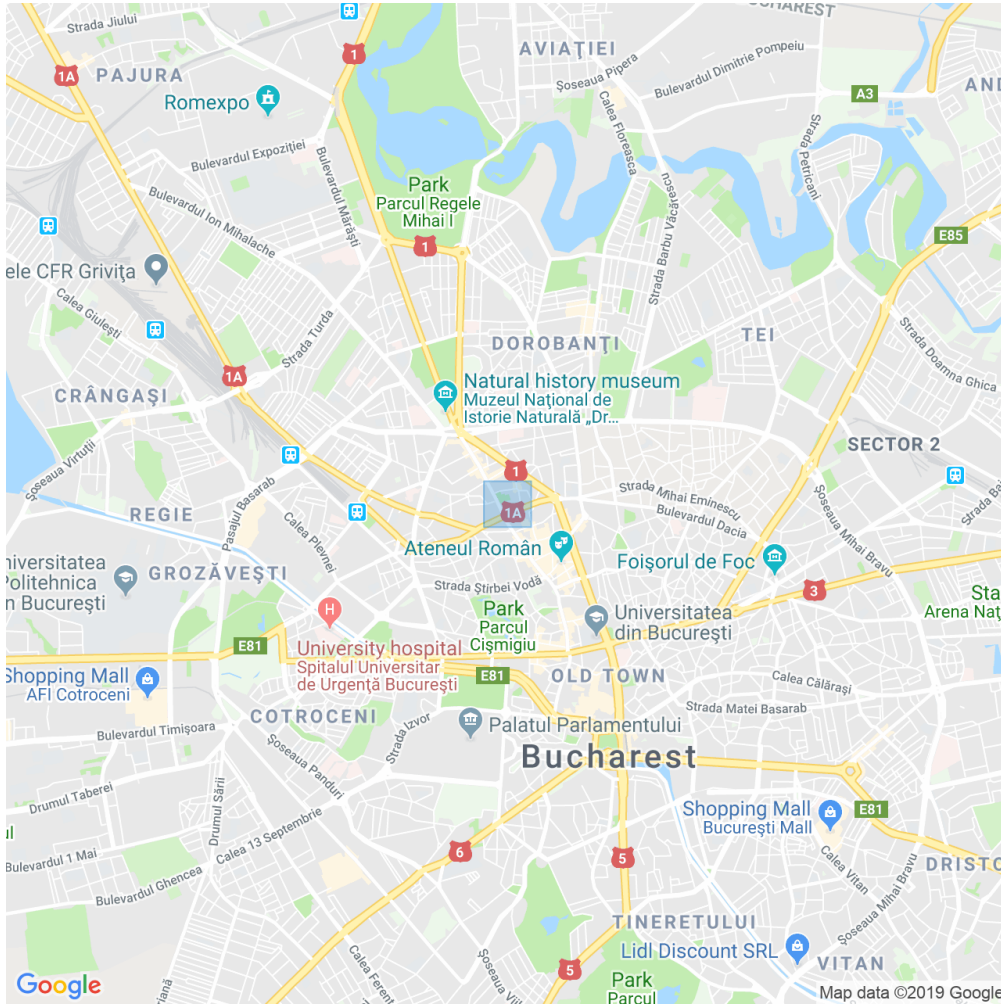 Strada Jiului
1
BUCHAREST
AVIAȚIEI
Bulevardul Dimitrie Pompeiu
1A
PAJURA
Șoseaua Pipera
A3
Romexpo
Calea Floreasca
Strada Petricani
Bulevardul Expoziției
Bulevardul Mărăști
Park
Parcul Regele
Mihai I
Strada Barbu Văcărescu
Bulevardul Ion Mihalache
1
E85
ele CFR Grivița
Calea Giulești
Strada Turda
DOROBANȚI
TEI
Strada Doamna Ghica
1A
CRÂNGAȘI
Natural history museum
Muzeul Național de
Istorie Naturală „Dr...
SECTOR 2
Șoseaua Virtuții
1
Pasajul Basarab
REGIE
Calea Plevnei
1A
Strada Mihai Eminescu
Bulevardul Dacia
Șoseaua Mihai Bravu
Ateneul Român
Foișorul de Foc
niversitatea
Politehnica
n București
GROZĂVEȘTI
Strada Știrbei Vodă
3
Sta
Arena Naț
Park
Parcul
Cișmigiu
Universitatea
din București
H
University hospital
Spitalul Universitar
de Urgență București
E81
E81
OLD TOWN
Shopping Mall
AFI Cotroceni
Calea Călărași
Strada Matei Basarab
COTROCENI
Strada Izvor
Palatul Parlamentului
Bulevardul Timișoara
Șoseaua Panduri
Bucharest
Drumul Taberei
Drumul Sării
Shopping Mall
București Mall
E81
ul
Bulevardul 1 Mai
Calea 13 Septembrie
6
5
Calea Vitan
DRISTO
Bulevardul Ghencea
Șoseaua Mihai Bravu
TINERETULUI
Lidl Discount SRL
VITAN
5
Park
Parcul
Google
Map data ©2019 Google